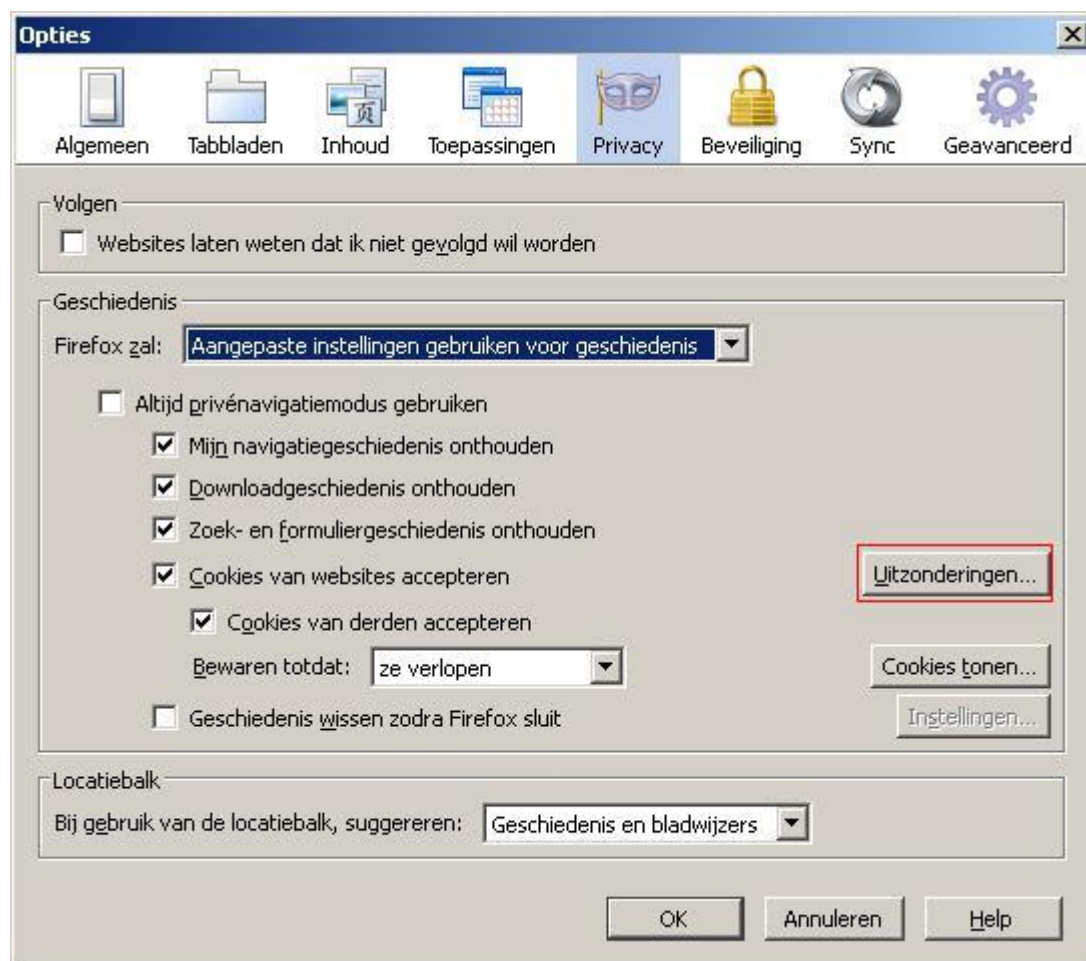 Opties
Algemeen Tabbladen Inhoud Toepassingen Privacy Beveiliging Sync Geavanceerd
页
Volgen
Websites laten weten dat ik niet gevolgd wil worden
Geschiedenis
Firefox zal: Aangepaste instellingen gebruiken voor geschiedenis
Altijd privénavigatiemodus gebruiken
Mijn navigatiegeschiedenis onthouden
Downloadgeschiedenis onthouden
Zoek- en formuliergeschiedenis onthouden
Cookies van websites accepteren Uitzonderingen...
Cookies van derden accepteren
Bewaren totdat: ze verlopen Cookies tonen...
Geschiedenis wissen zodra Firefox sluit Instellingen...
Locatiebalk
Bij gebruik van de locatiebalk, suggereren: Geschiedenis en bladwijzers
OK Annuleren Help